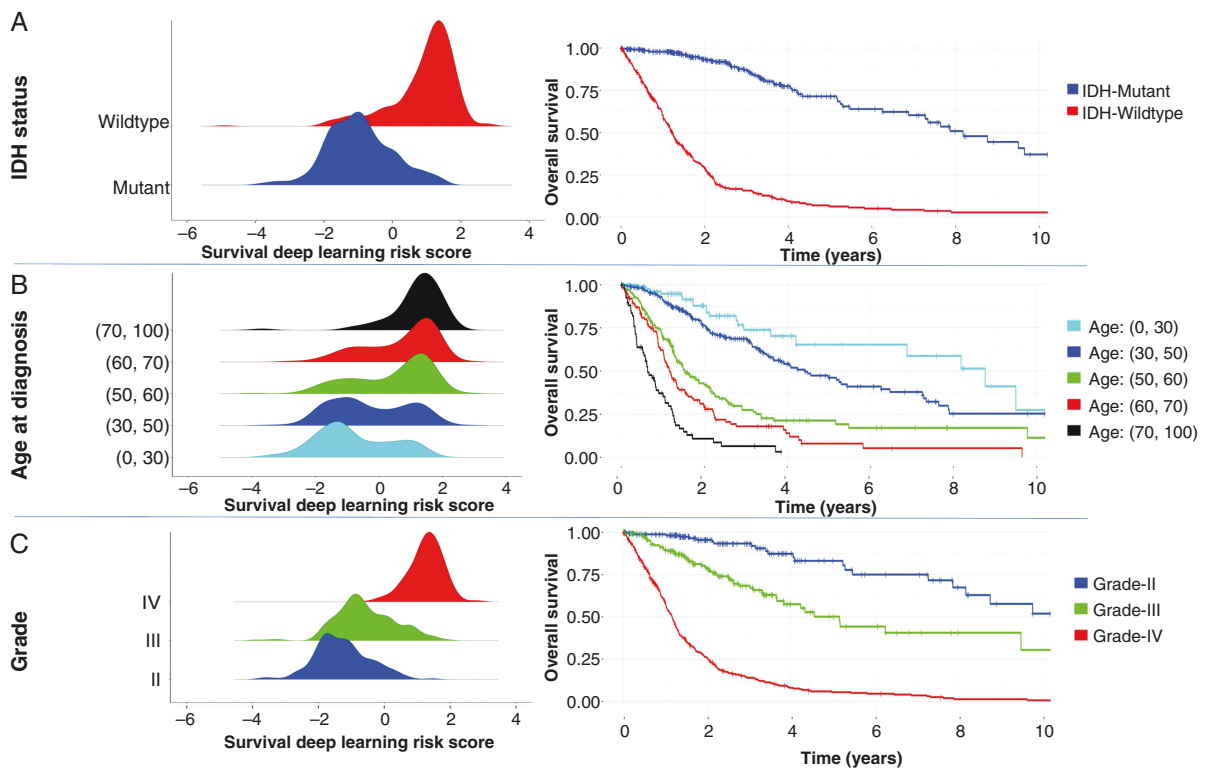 A
IDH status
Wildtype
Mutant
−6 −4 −2 0 2 4
Survival deep learning risk score
Overall survival
1.00
0.75
0.50
0.25
0.00
0 2 4 6 8 10
Time (years)
IDH-Mutant
IDH-Wildtype
B
Age at diagnosis
(70, 100)
(60, 70)
(50, 60)
(30, 50)
(0, 30)
−6 −4 −2 0 2 4
Survival deep learning risk score
Overall survival
1.00
0.75
0.50
0.25
0.00
0 2 4 6 8 10
Time (years)
Age: (0, 30)
Age: (30, 50)
Age: (50, 60)
Age: (60, 70)
Age: (70, 100)
C
Grade
IV
III
II
−6 −4 −2 0 2 4
Survival deep learning risk score
Overall survival
1.00
0.75
0.50
0.25
0.00
0 2 4 6 8 10
Time (years)
Grade-II
Grade-III
Grade-IV